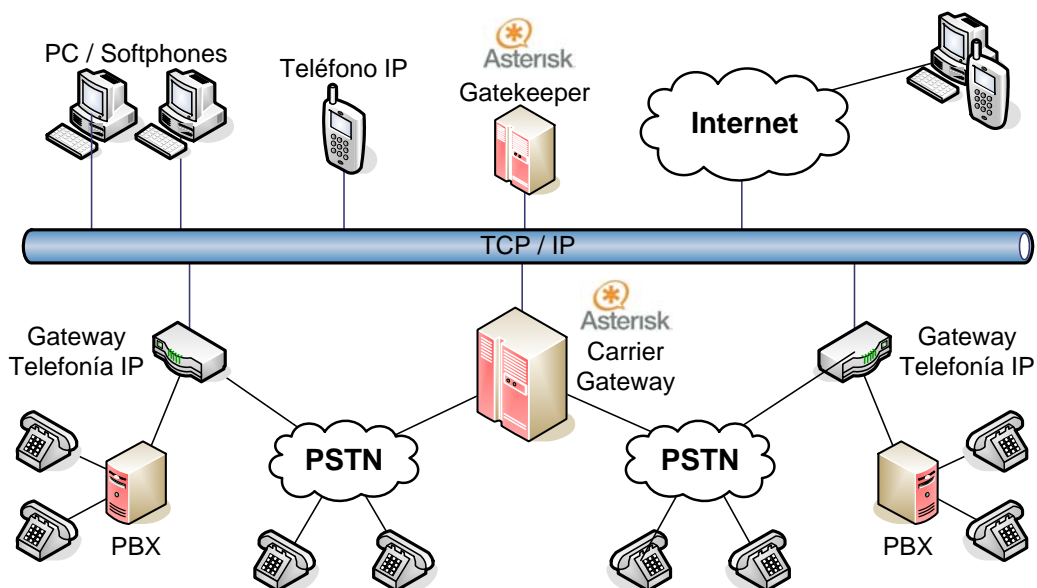 PC / Softphones
Teléfono IP
Asterisk
Gatekeeper
Internet
TCP / IP
Gateway
Telefonía IP
Asterisk
Carrier
Gateway
Gateway
Telefonía IP
PSTN
PSTN
PBX
PBX